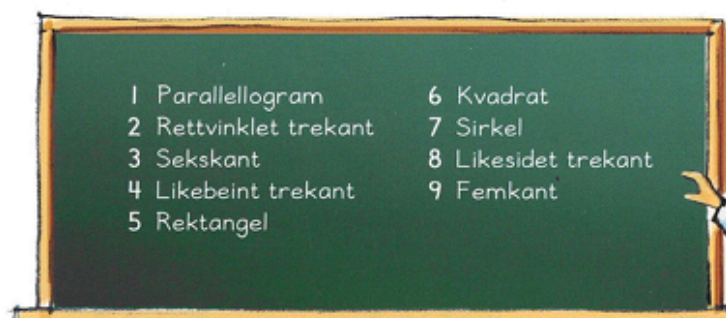 1 Parallellogram
2 Rettvinklet trekant
3 Sekskant
4 Likebeint trekant
5 Rektangel
6 Kvadrat
7 Sirkel
8 Likesidet trekant
9 Femkant